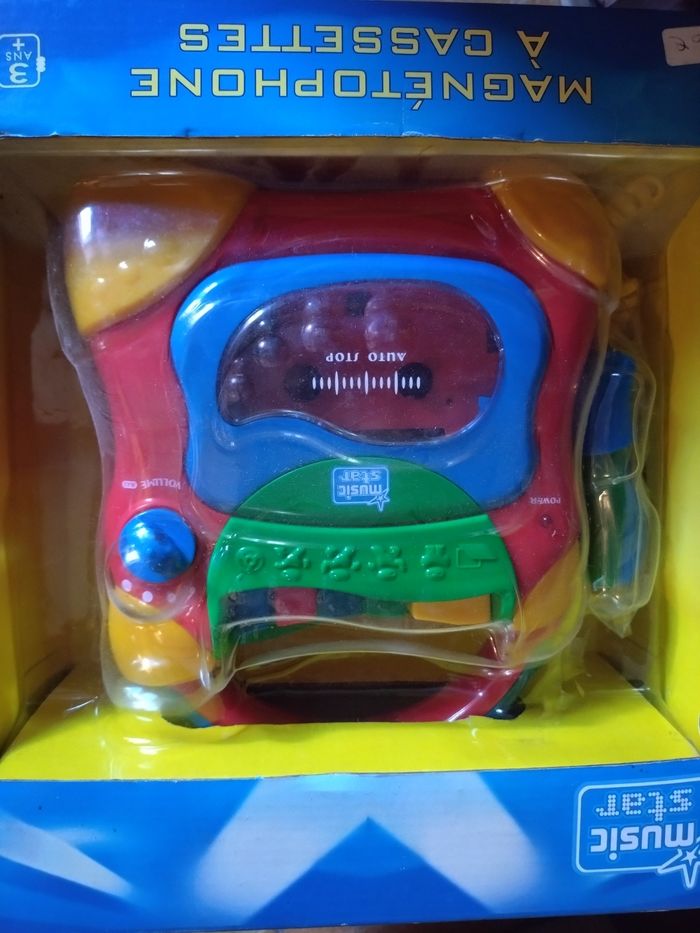 music
star
POWER
VOLUME
music
star
AUTO STOP
MAGNÉTOPHONE
À CASSETTES
3
ANS
+